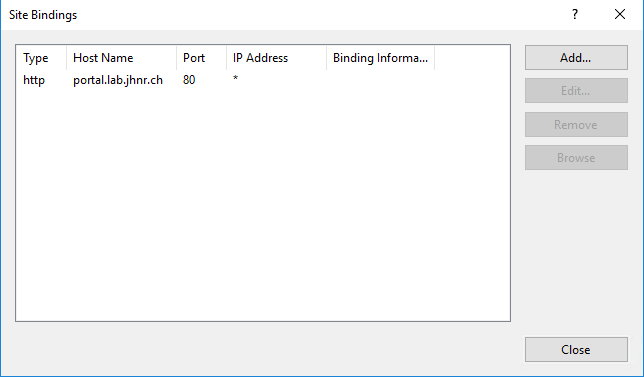 Site Bindings ?
Type Host Name Port IP Address Binding Informa...
http portal.lab.jhnr.ch 80 *
Add...
Edit...
Remove
Browse
Close